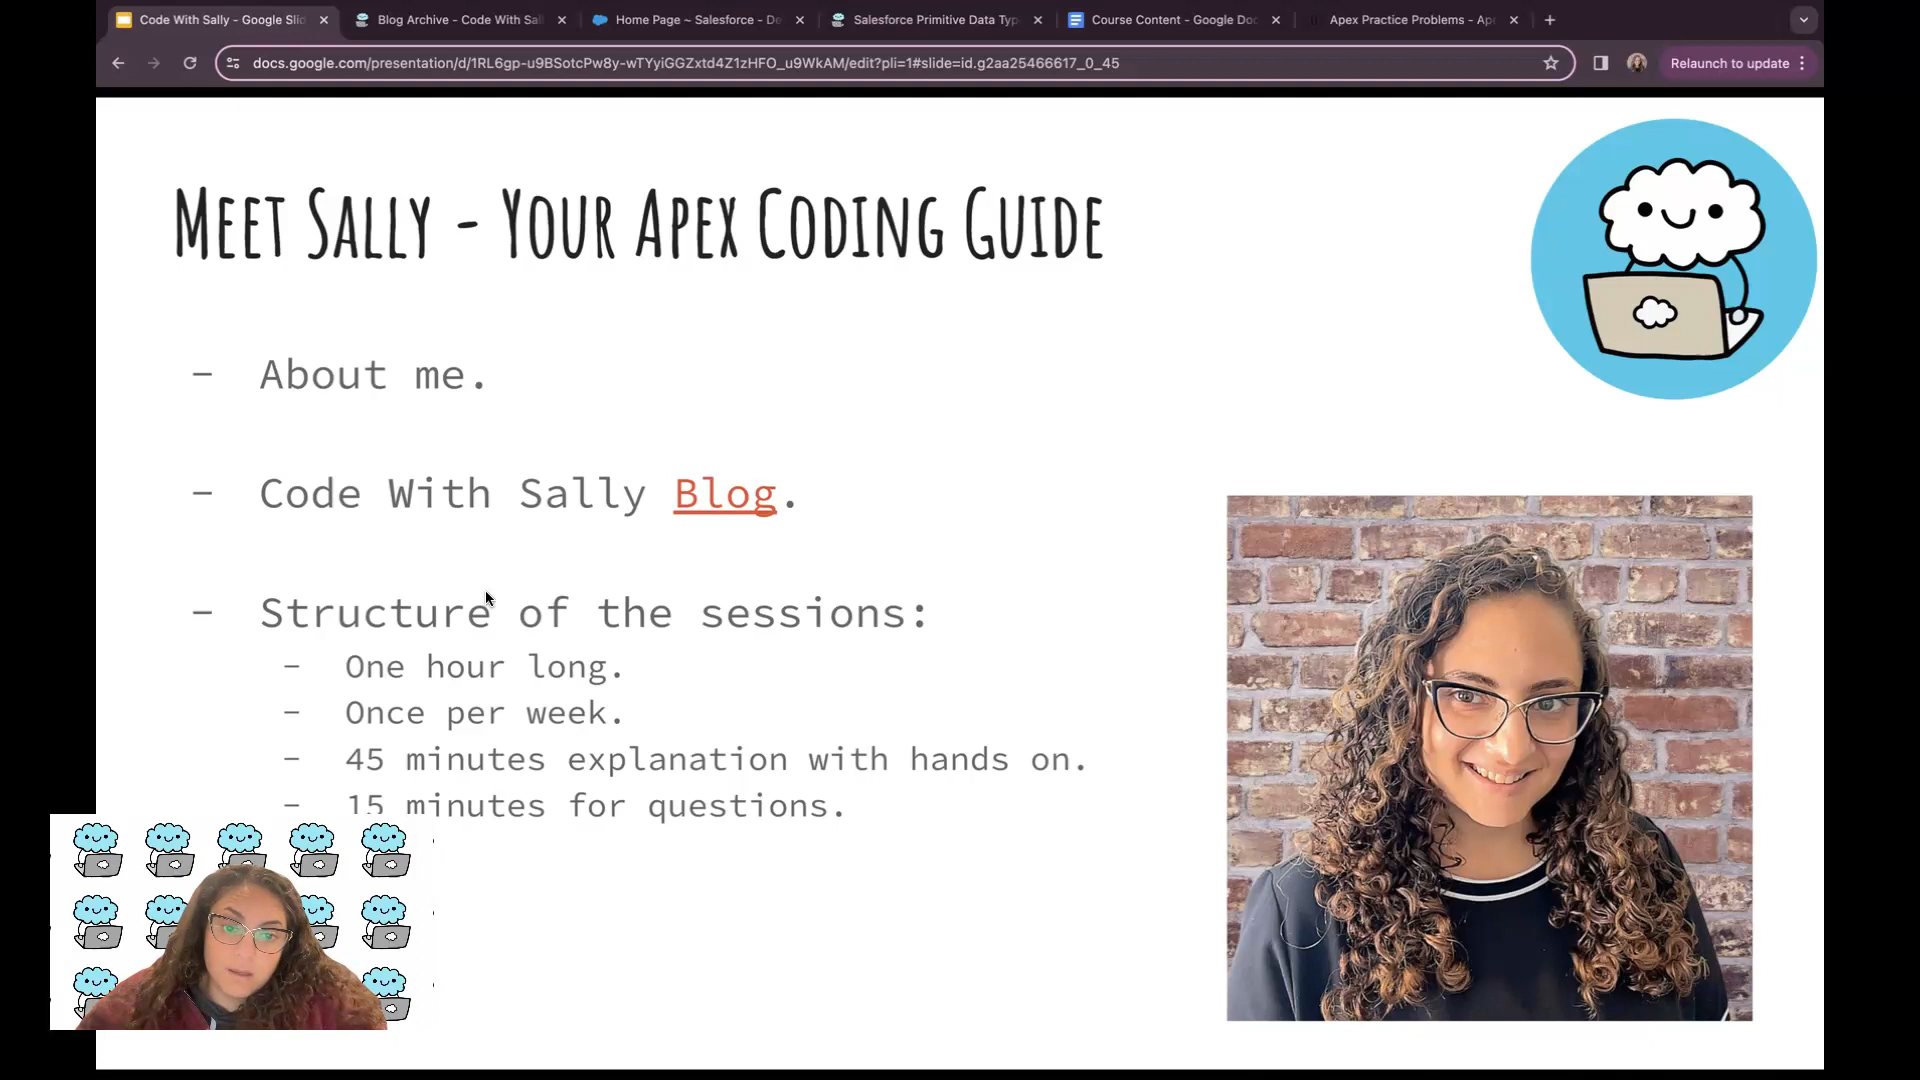 Code With Sally - Google Slid
Blog Archive - Code With Sal
Home Page ~ Salesforce - De
Salesforce Primitive Data Typ
Course Content - Google Doc
Apex Practice Problems - Ap
docs.google.com/presentation/d/1RL6gp-u9BSotcPw8y-wTYyiGGZxtd4Z1zHFO_u9WkAM/edit?pli=1#slide=id.g2aa25466617_0_45
Relaunch to update
Meet Sally - Your Apex Coding Guide
- About me.
- Code With Sally Blog.
- Structure of the sessions:
- One hour long.
- Once per week.
- 45 minutes explanation with hands on.
- 15 minutes for questions.